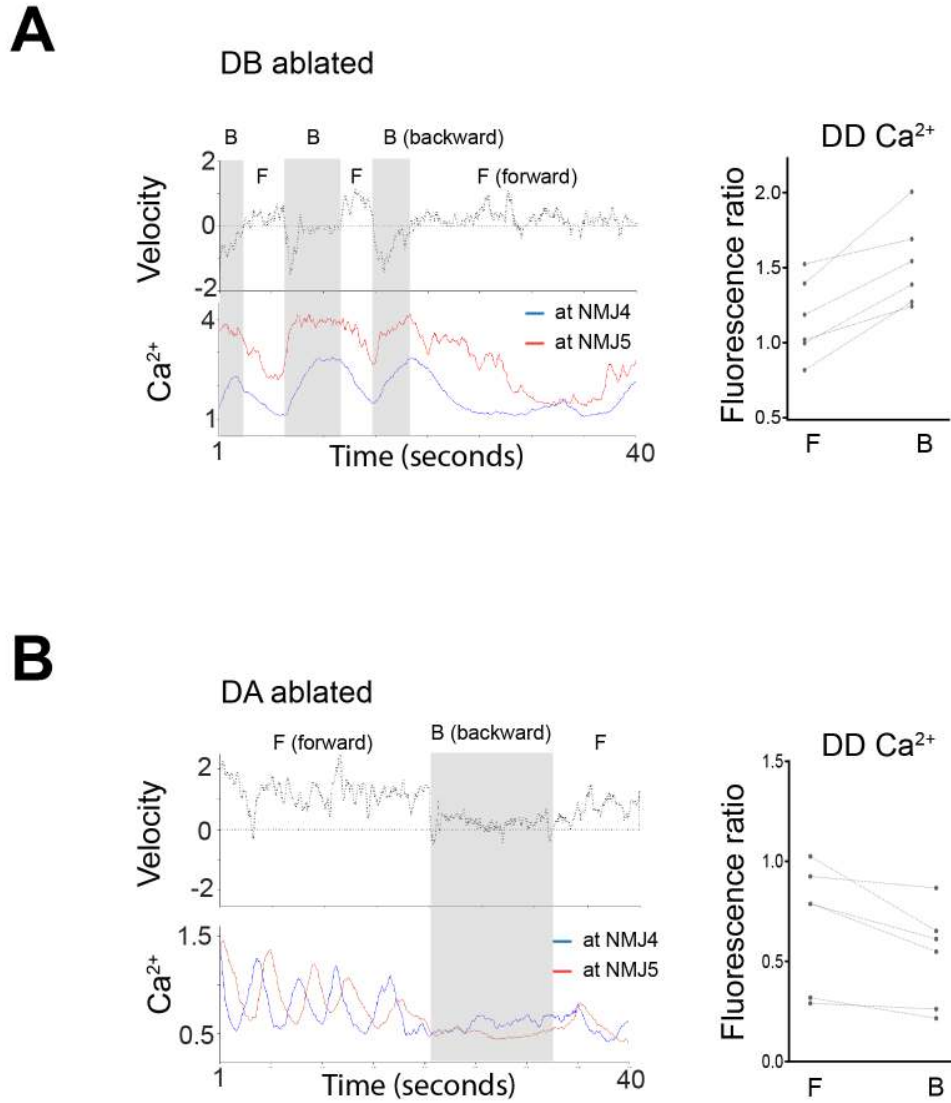 A
DB ablated
B B B (backward)
F F F (forward)
2
0
-2
Velocity
4
1
Ca²⁺
at NMJ4
at NMJ5
1 Time (seconds) 40
DD Ca²⁺
Fluorescence ratio
2.0
1.5
1.0
0.5
F B
B
DA ablated
F (forward) B (backward) F
2
0
-2
Velocity
1.5
0.5
Ca²⁺
at NMJ4
at NMJ5
1 Time (seconds) 40
DD Ca²⁺
Fluorescence ratio
1.5
1.0
0.5
0.0
F B